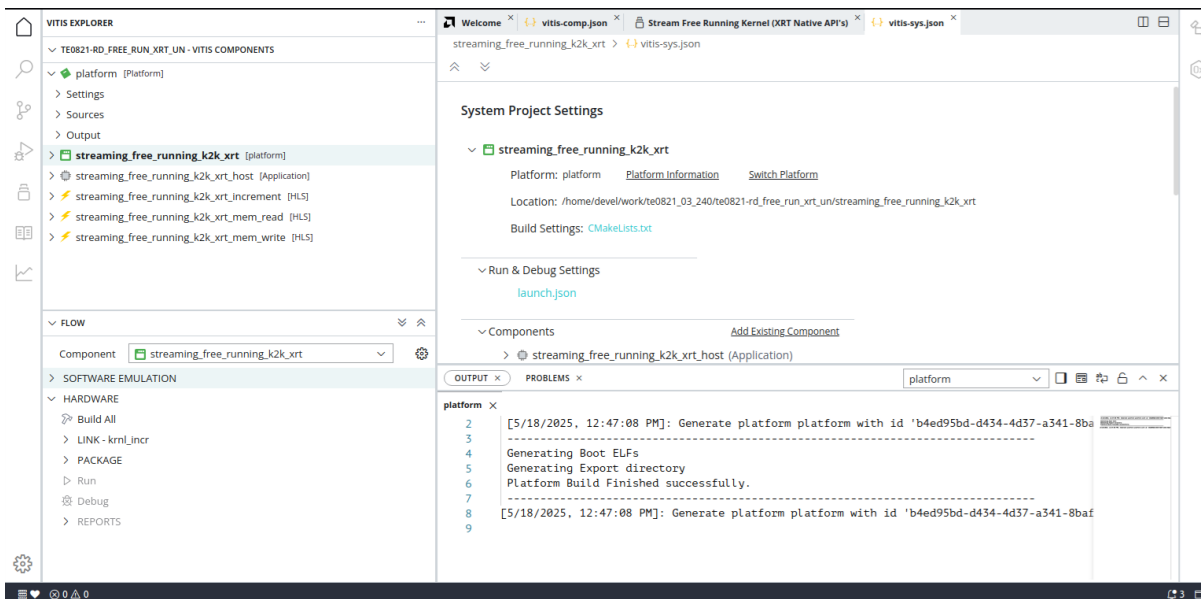 VITIS EXPLORER
TE0821-RD_FREE_RUN_XRT_UN - VITIS COMPONENTS
platform [Platform]
Settings
Sources
Output
streaming_free_running_k2k_xrt [platform]
streaming_free_running_k2k_xrt_host [Application]
streaming_free_running_k2k_xrt_increment [HLS]
streaming_free_running_k2k_xrt_mem_read [HLS]
streaming_free_running_k2k_xrt_mem_write [HLS]
FLOW
Component streaming_free_running_k2k_xrt
SOFTWARE EMULATION
HARDWARE
Build All
LINK - krnl_incr
PACKAGE
Run
Debug
REPORTS
Welcome × {.} vitis-comp.json × Stream Free Running Kernel (XRT Native API's) × {.} vitis-sys.json ×
streaming_free_running_k2k_xrt > {.} vitis-sys.json
System Project Settings
streaming_free_running_k2k_xrt
Platform: platform Platform Information Switch Platform
Location: /home/devel/work/te0821_03_240/te0821-rd_free_run_xrt_un/streaming_free_running_k2k_xrt
Build Settings: CMakeLists.txt
Run & Debug Settings
launch.json
Components Add Existing Component
streaming_free_running_k2k_xrt_host (Application)
OUTPUT × PROBLEMS × platform
platform ×
2 [5/18/2025, 12:47:08 PM]: Generate platform platform with id 'b4ed95bd-d434-4d37-a341-8ba
3 --------------------------------------------------------------------------------
4 Generating Boot ELFs
5 Generating Export directory
6 Platform Build Finished successfully.
7 --------------------------------------------------------------------------------
8 [5/18/2025, 12:47:08 PM]: Generate platform platform with id 'b4ed95bd-d434-4d37-a341-8baf
9
0 0
3